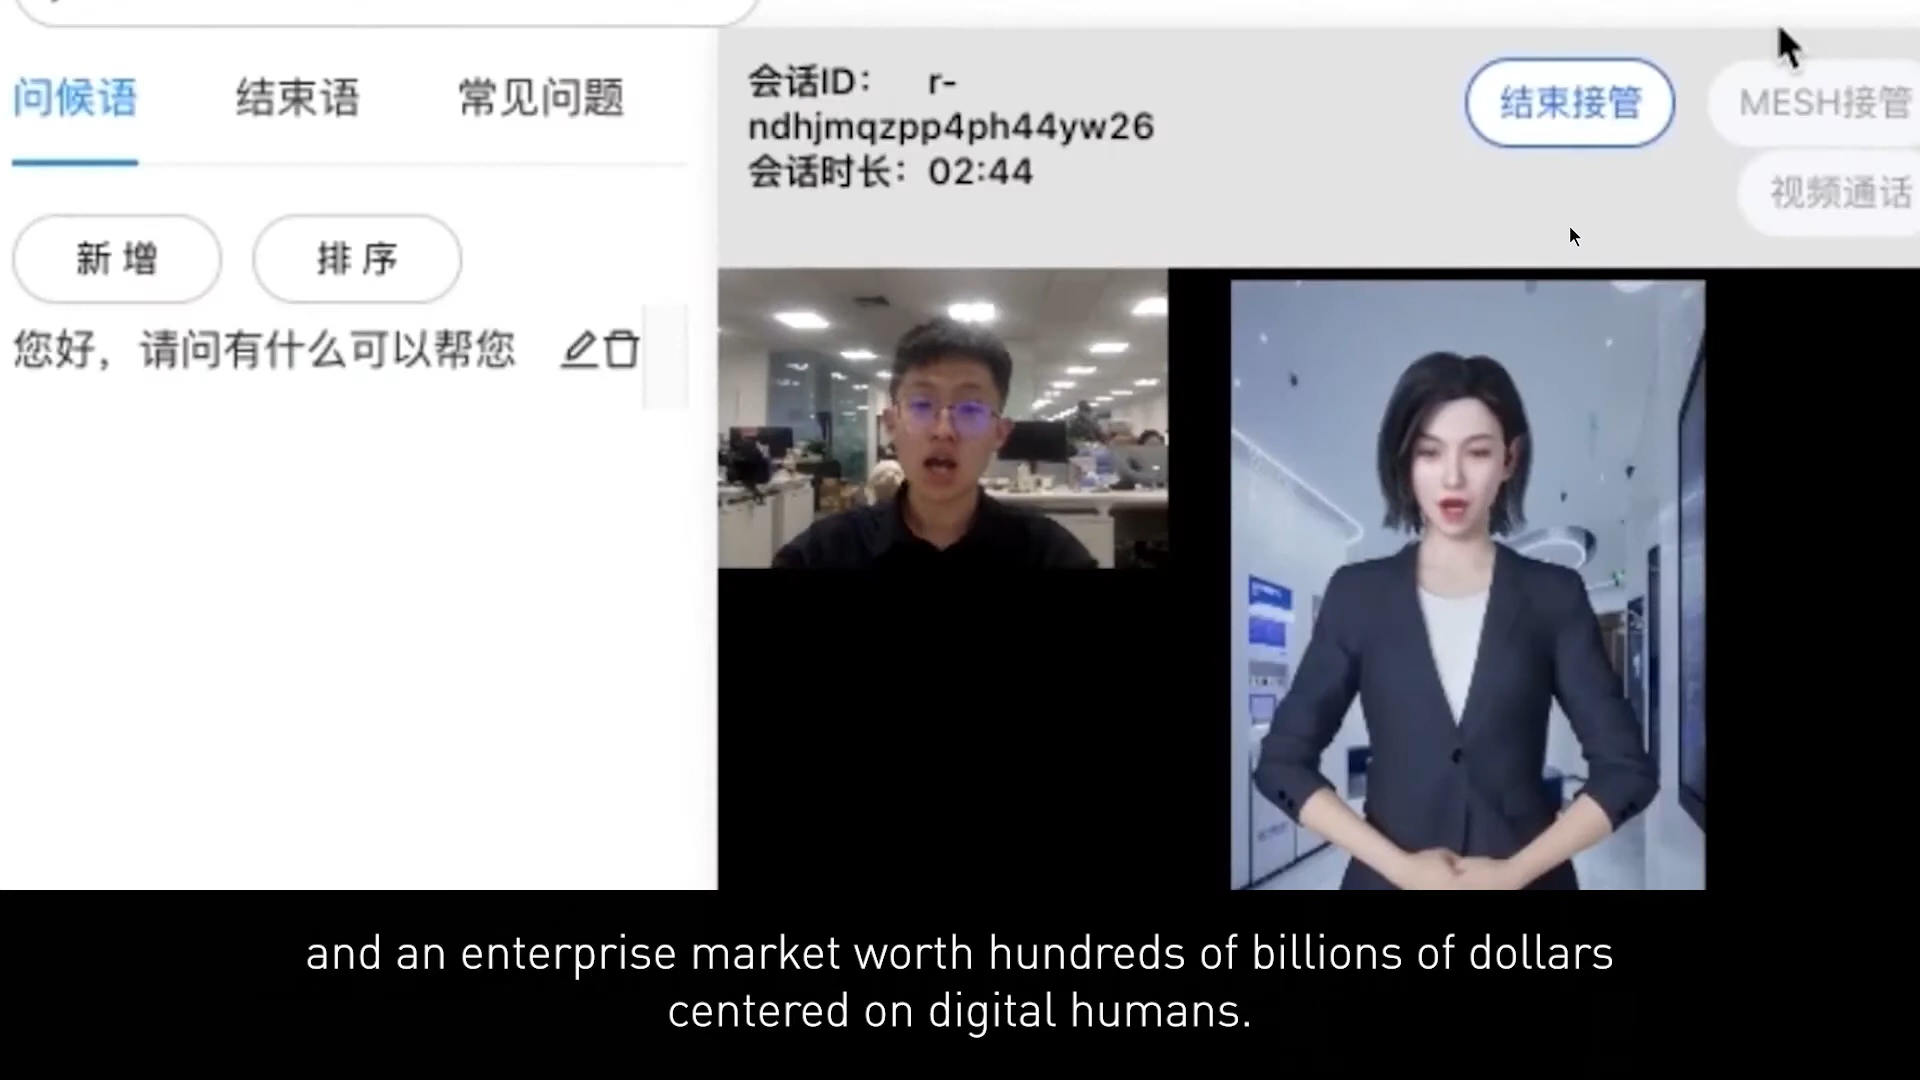 问候语 结束语 常见问题
新增 排序
您好，请问有什么可以帮您
会话ID： r-
ndhjmqzpp4ph44yw26
会话时长：02:44
结束接管 MESH接管
视频通话
and an enterprise market worth hundreds of billions of dollars
centered on digital humans.